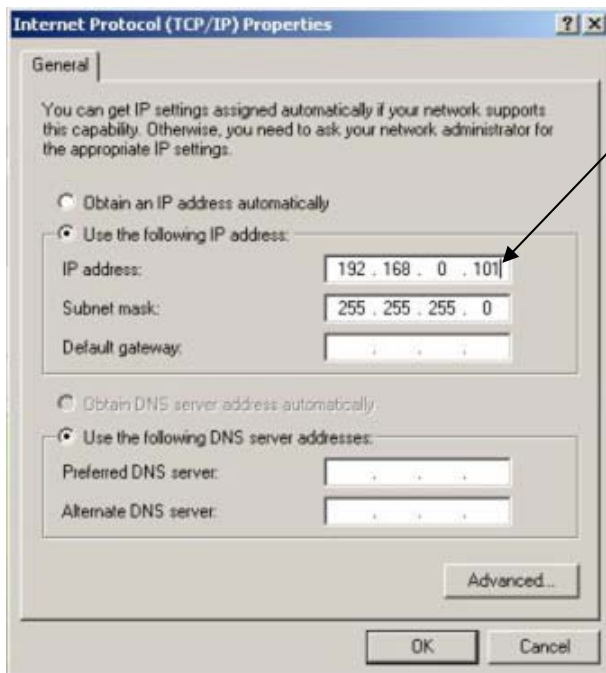 Internet Protocol (TCP/IP) Properties
General
You can get IP settings assigned automatically if your network supports
this capability. Otherwise, you need to ask your network administrator for
the appropriate IP settings.
Obtain an IP address automatically
Use the following IP address:
IP address: 192 . 168 . 0 . 101
Subnet mask: 255 . 255 . 255 . 0
Default gateway: . . .
Obtain DNS server address automatically
Use the following DNS server addresses:
Preferred DNS server: . . .
Alternate DNS server: . . .
Advanced...
OK Cancel